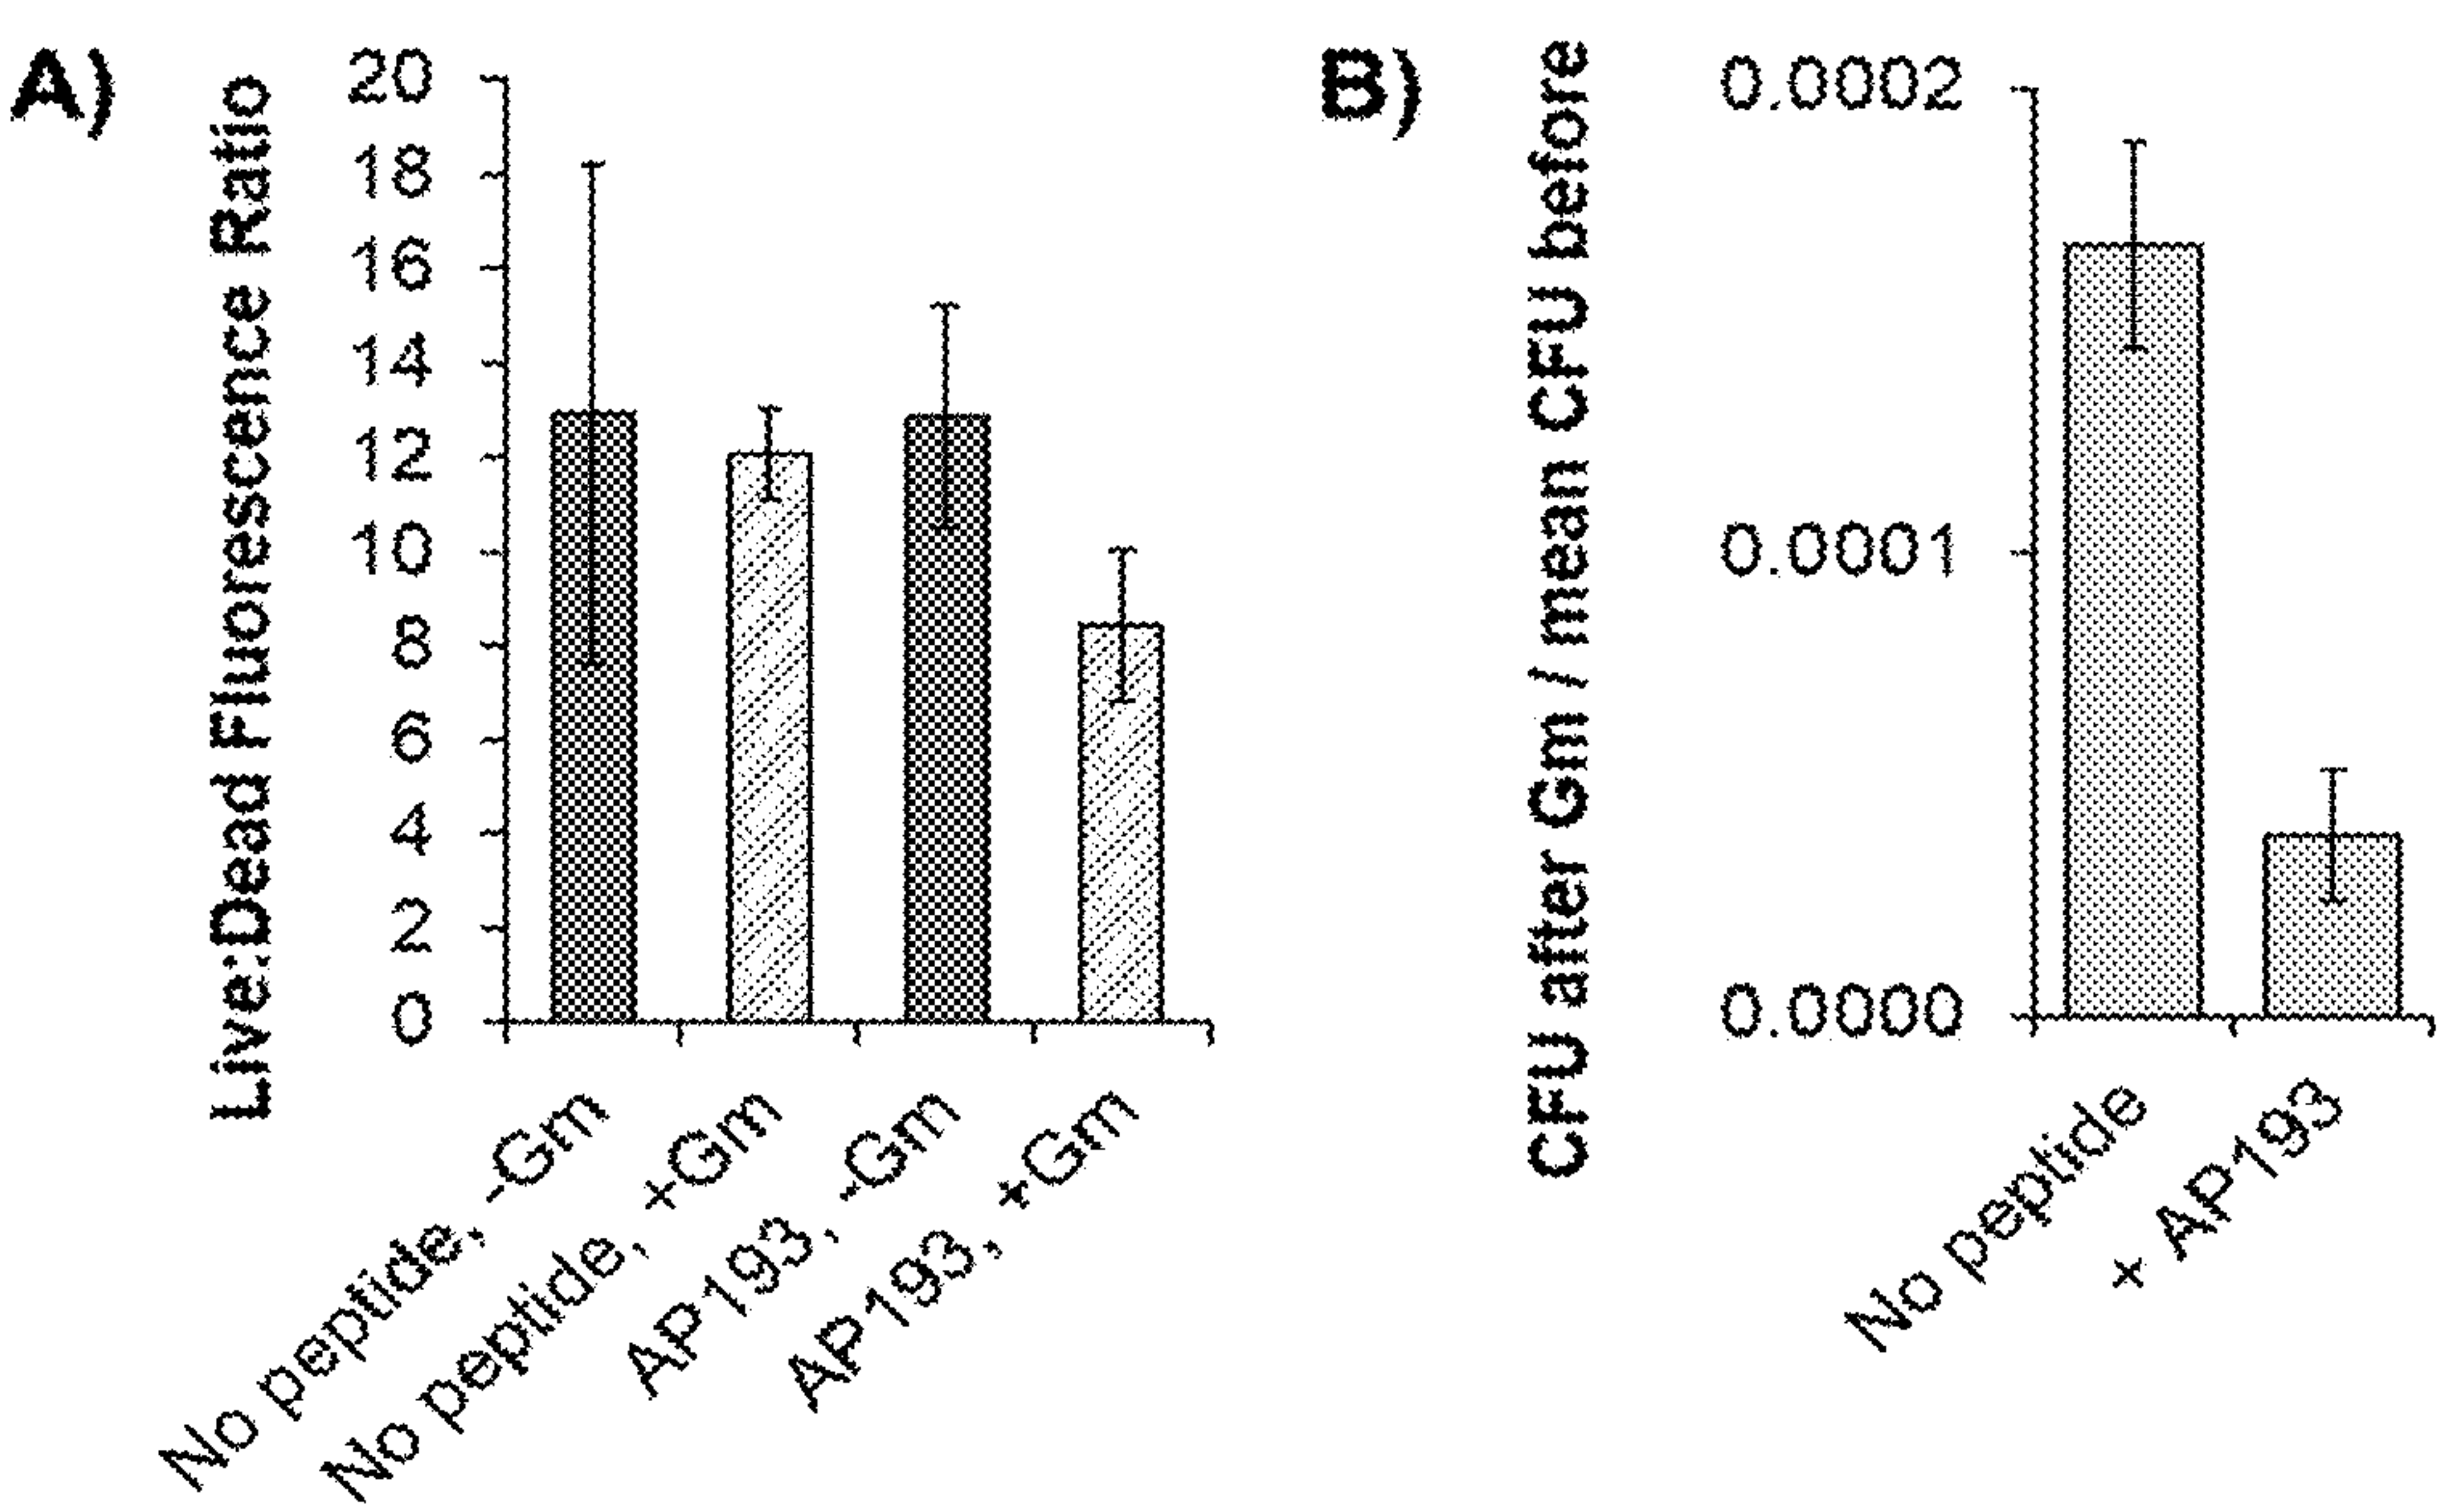 A)
Live:Dead Fluorescence Ratio
20
18
16
14
12
10
8
6
4
2
0
No peptide, -Gm
No peptide, +Gm
AP193, -Gm
AP193, +Gm
B)
CFU after Gm / mean CFU before
0.0002
0.0001
0.0000
No peptide
+ AP193